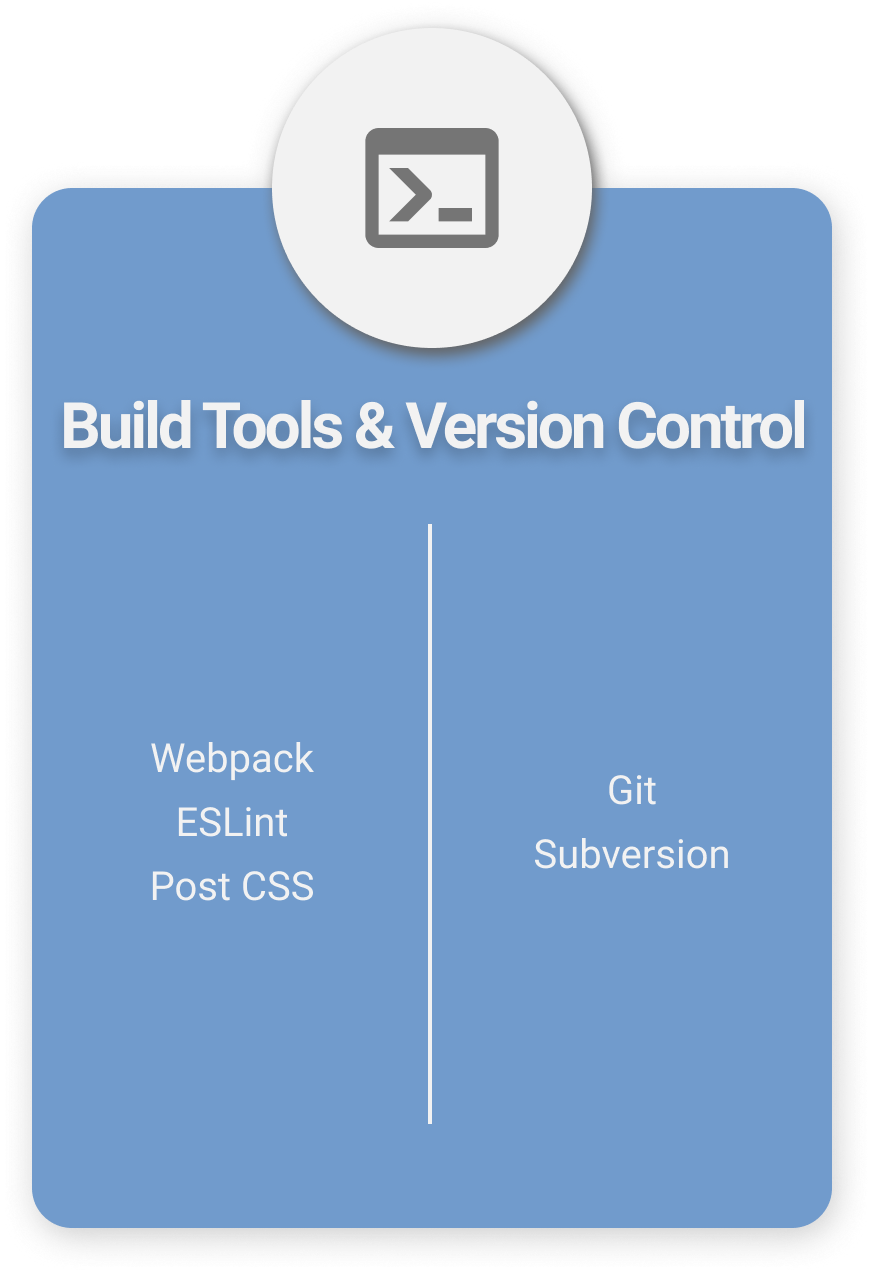 Build Tools & Version Control
Webpack
ESLint
Post CSS
Git
Subversion